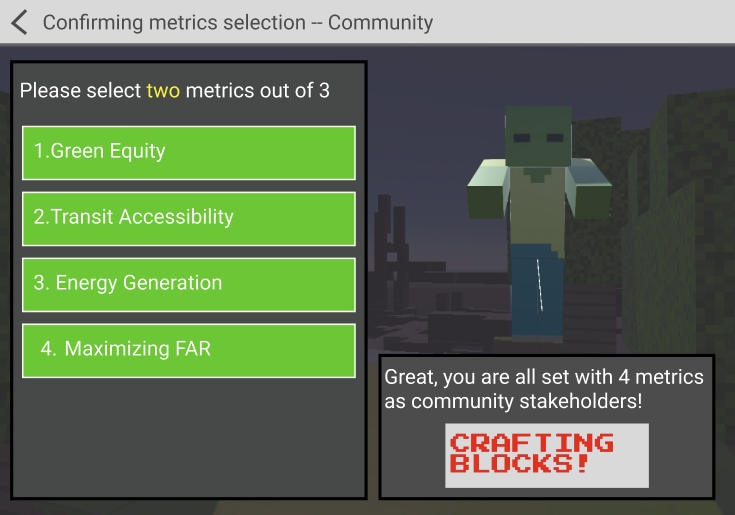 Confirming metrics selection -- Community
Please select two metrics out of 3
1.Green Equity
2.Transit Accessibility
3. Energy Generation
4. Maximizing FAR
Great, you are all set with 4 metrics
as community stakeholders!
CRAFTING
BLOCKS!